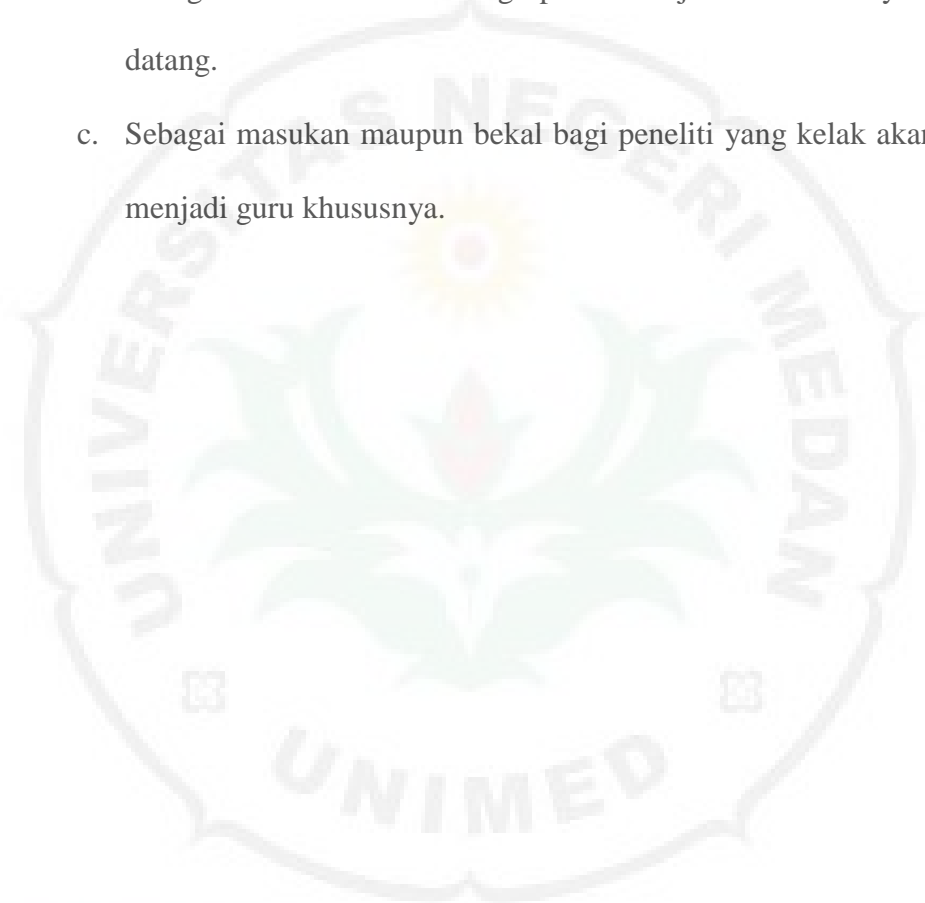 datang.
c. Sebagai masukan maupun bekal bagi peneliti yang kelak akan
menjadi guru khususnya.
UNIVERSITAS NEGERI MEDAN
UNIMED